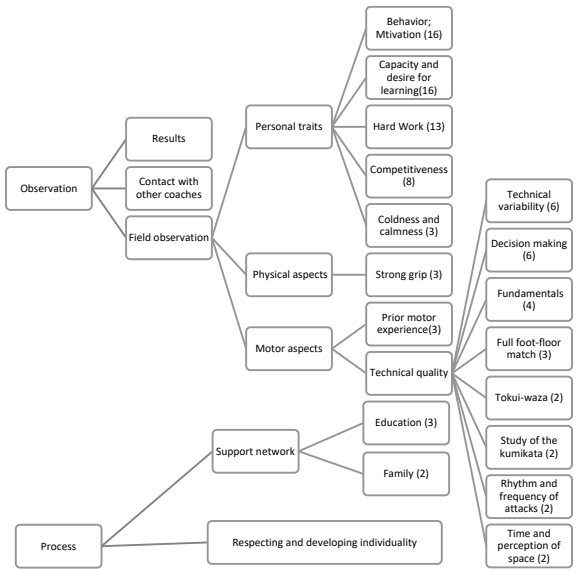 Observation
Results
Contact with
other coaches
Field observation
Personal traits
Behavior;
Mtivation (16)
Capacity and
desire for
learning(16)
Hard Work (13)
Competitiveness
(8)
Coldness and
calmness (3)
Physical aspects
Strong grip (3)
Motor aspects
Prior motor
experience(3)
Technical quality
Technical
variability (6)
Decision making
(6)
Fundamentals
(4)
Full foot-floor
match (3)
Tokui-waza (2)
Study of the
kumikata (2)
Rhythm and
frequency of
attacks (2)
Time and
perception of
space (2)
Process
Support network
Education (3)
Family (2)
Respecting and developing individuality